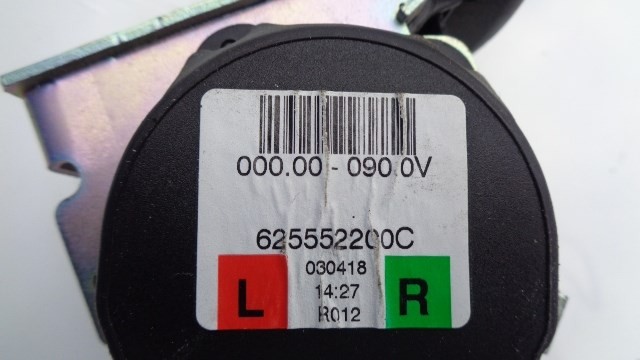 000.00 - 090.0V
625552200C
L 030418 R
14:27
R012